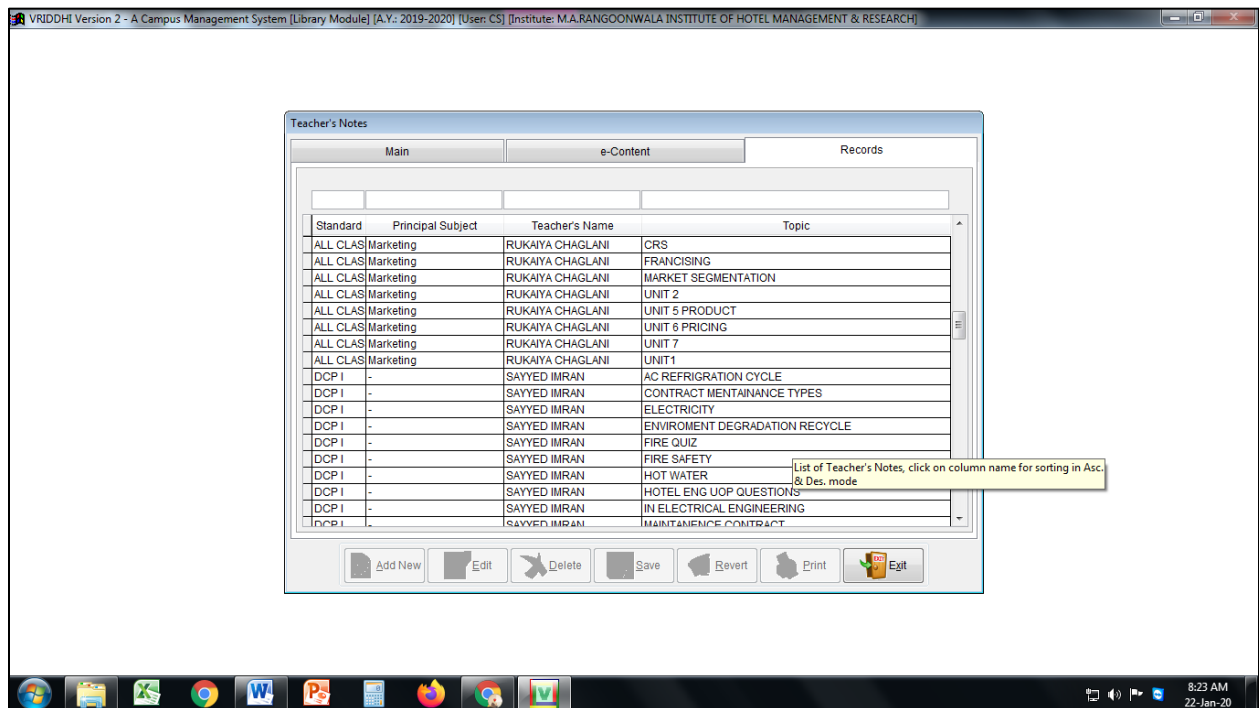 VRIDDHI Version 2 - A Campus Management System [Library Module] [A.Y.: 2019-2020] [User: CS] [Institute: M.A.RANGOONWALA INSTITUTE OF HOTEL MANAGEMENT & RESEARCH]
Teacher's Notes
Main e-Content Records
Standard Principal Subject Teacher's Name Topic
ALL CLAS Marketing RUKAIYA CHAGLANI CRS
ALL CLAS Marketing RUKAIYA CHAGLANI FRANCISING
ALL CLAS Marketing RUKAIYA CHAGLANI MARKET SEGMENTATION
ALL CLAS Marketing RUKAIYA CHAGLANI UNIT 2
ALL CLAS Marketing RUKAIYA CHAGLANI UNIT 5 PRODUCT
ALL CLAS Marketing RUKAIYA CHAGLANI UNIT 6 PRICING
ALL CLAS Marketing RUKAIYA CHAGLANI UNIT 7
ALL CLAS Marketing RUKAIYA CHAGLANI UNIT1
DCP I - SAYYED IMRAN AC REFRIGRATION CYCLE
DCP I - SAYYED IMRAN CONTRACT MENTAINANCE TYPES
DCP I - SAYYED IMRAN ELECTRICITY
DCP I - SAYYED IMRAN ENVIROMENT DEGRADATION RECYCLE
DCP I - SAYYED IMRAN FIRE QUIZ
DCP I - SAYYED IMRAN FIRE SAFETY
DCP I - SAYYED IMRAN HOT WATER
DCP I - SAYYED IMRAN HOTEL ENG UOP QUESTIONS
DCP I - SAYYED IMRAN IN ELECTRICAL ENGINEERING
DCP I - SAYYED IMRAN MAINTANENCE CONTRACT
List of Teacher's Notes, click on column name for sorting in Asc.
& Des. mode
Add New Edit Delete Save Revert Print EXIT Exit
8:23 AM
22-Jan-20